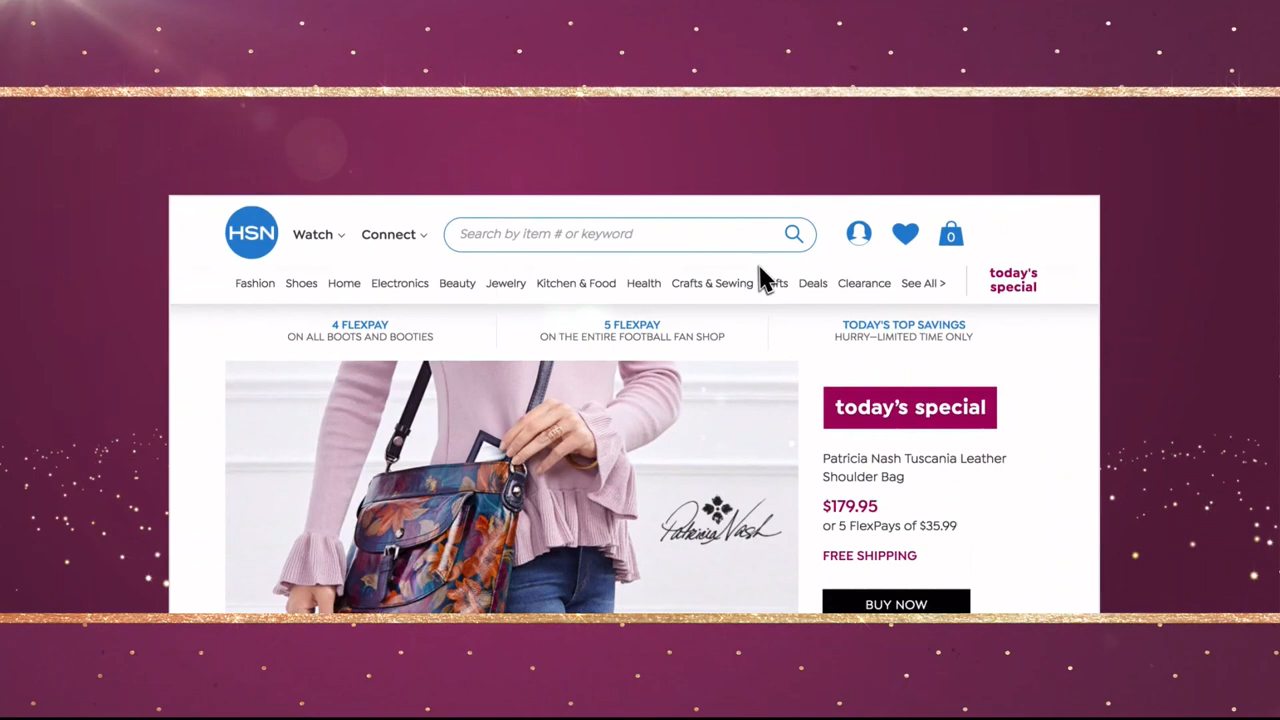 HSN
Watch
Connect
Search by item # or keyword
0
Fashion Shoes Home Electronics Beauty Jewelry Kitchen & Food Health Crafts & Sewing Deals Clearance See All >
today's
special
4 FLEXPAY
ON ALL BOOTS AND BOOTIES
5 FLEXPAY
ON THE ENTIRE FOOTBALL FAN SHOP
TODAY'S TOP SAVINGS
HURRY—LIMITED TIME ONLY
Patricia Nash
today's special
Patricia Nash Tuscania Leather
Shoulder Bag
$179.95
or 5 FlexPays of $35.99
FREE SHIPPING
BUY NOW